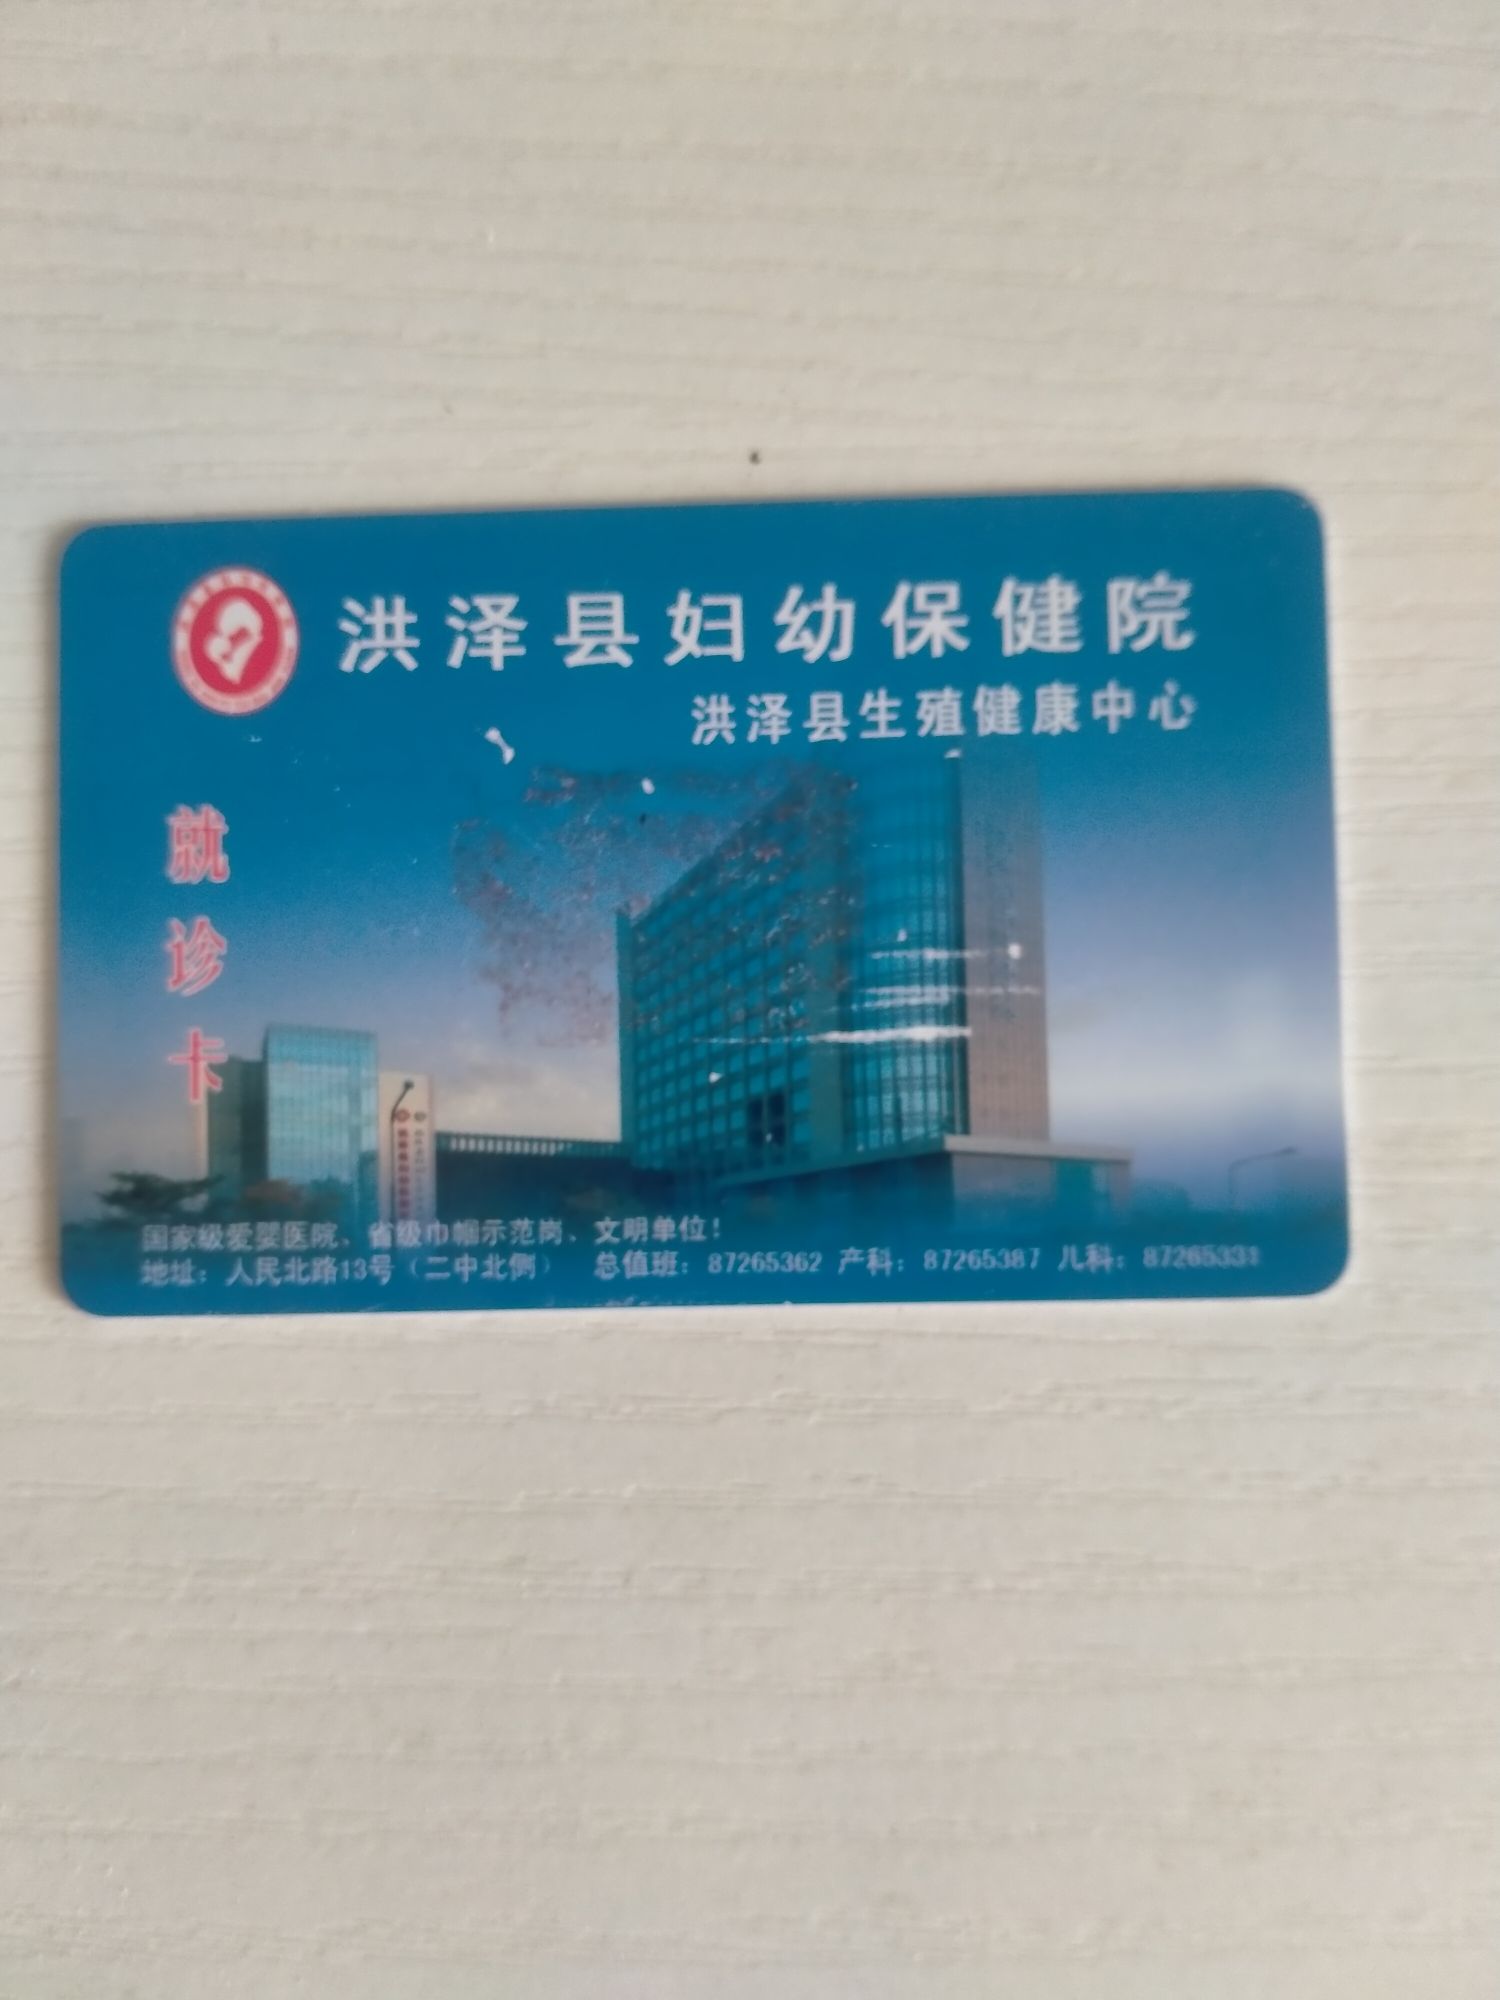 洪泽县妇幼保健院
洪泽县生殖健康中心
就诊卡
国家级爱婴医院、省级巾帼示范岗、文明单位！
地址：人民北路13号（二中北侧） 总值班：87265362 产科：87265387 儿科：